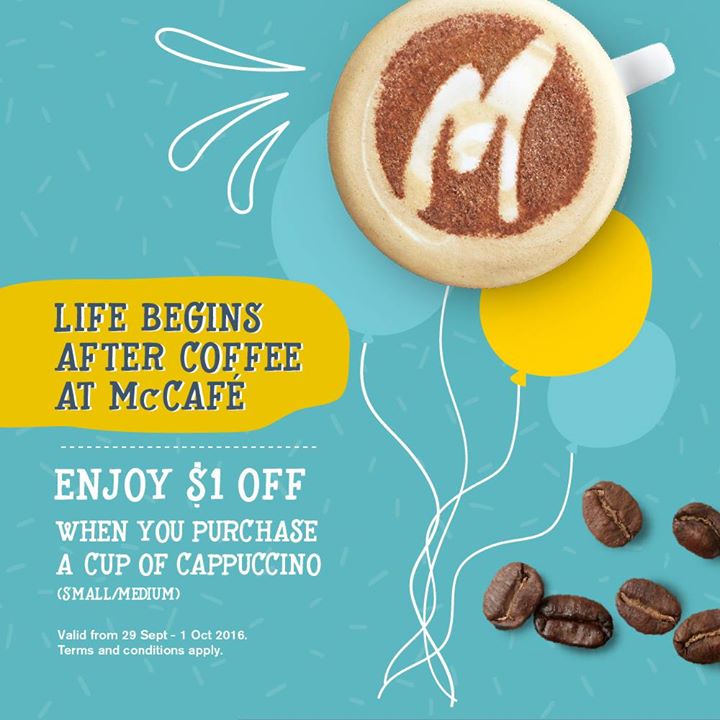 M
LIFE BEGINS
AFTER COFFEE
AT McCAFÉ
ENJOY $1 OFF
WHEN YOU PURCHASE
A CUP OF CAPPUCCINO
(SMALL/MEDIUM)
Valid from 29 Sept - 1 Oct 2016.
Terms and conditions apply.